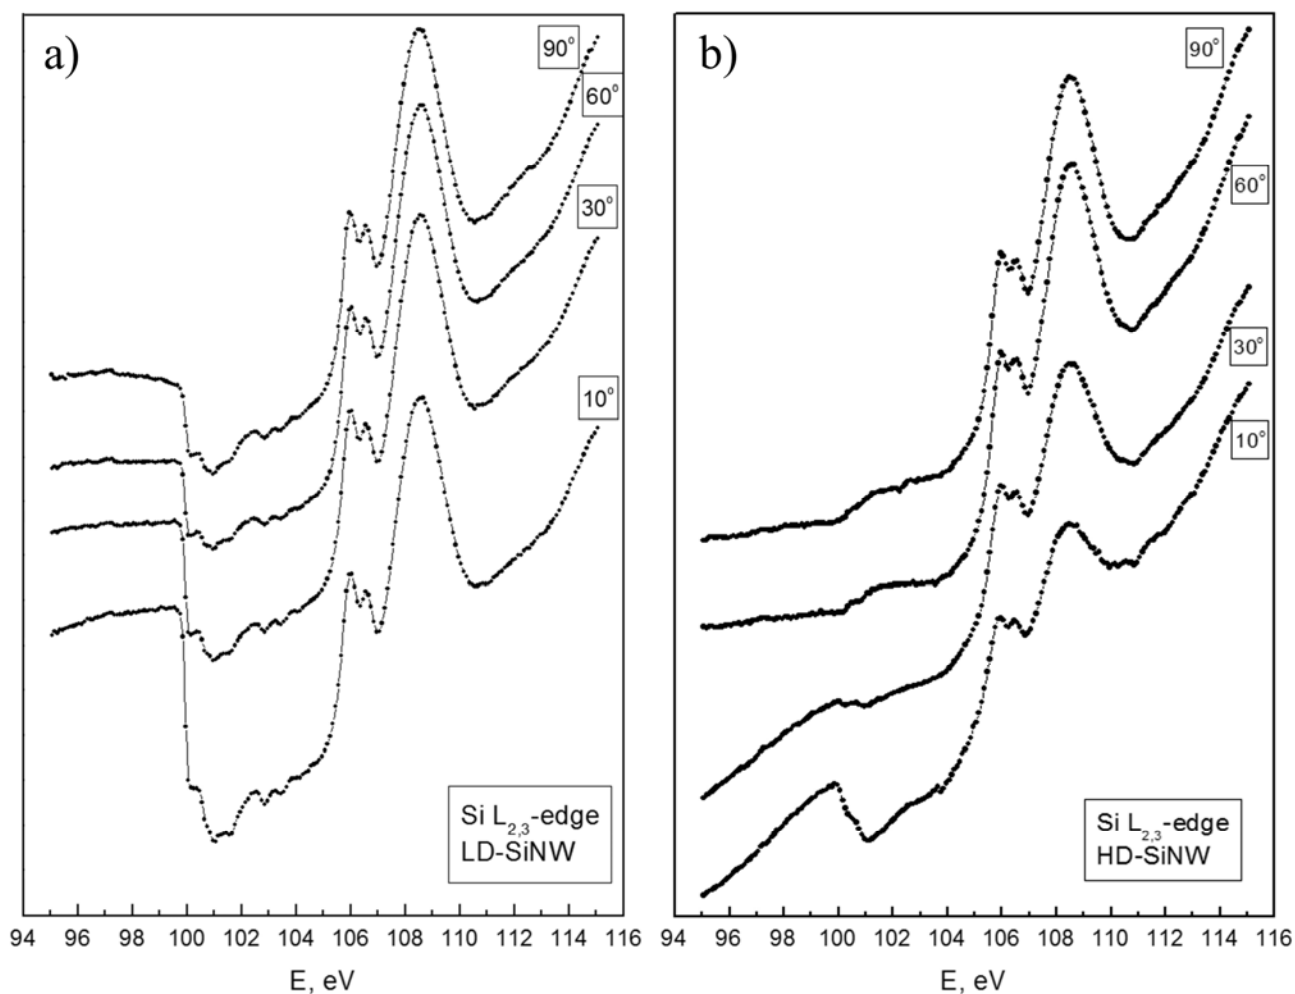 a)
90°
60°
30°
10°
Si L2,3-edge
LD-SiNW
94 96 98 100 102 104 106 108 110 112 114 116
E, eV
b)
90°
60°
30°
10°
Si L2,3-edge
HD-SiNW
94 96 98 100 102 104 106 108 110 112 114 116
E, eV